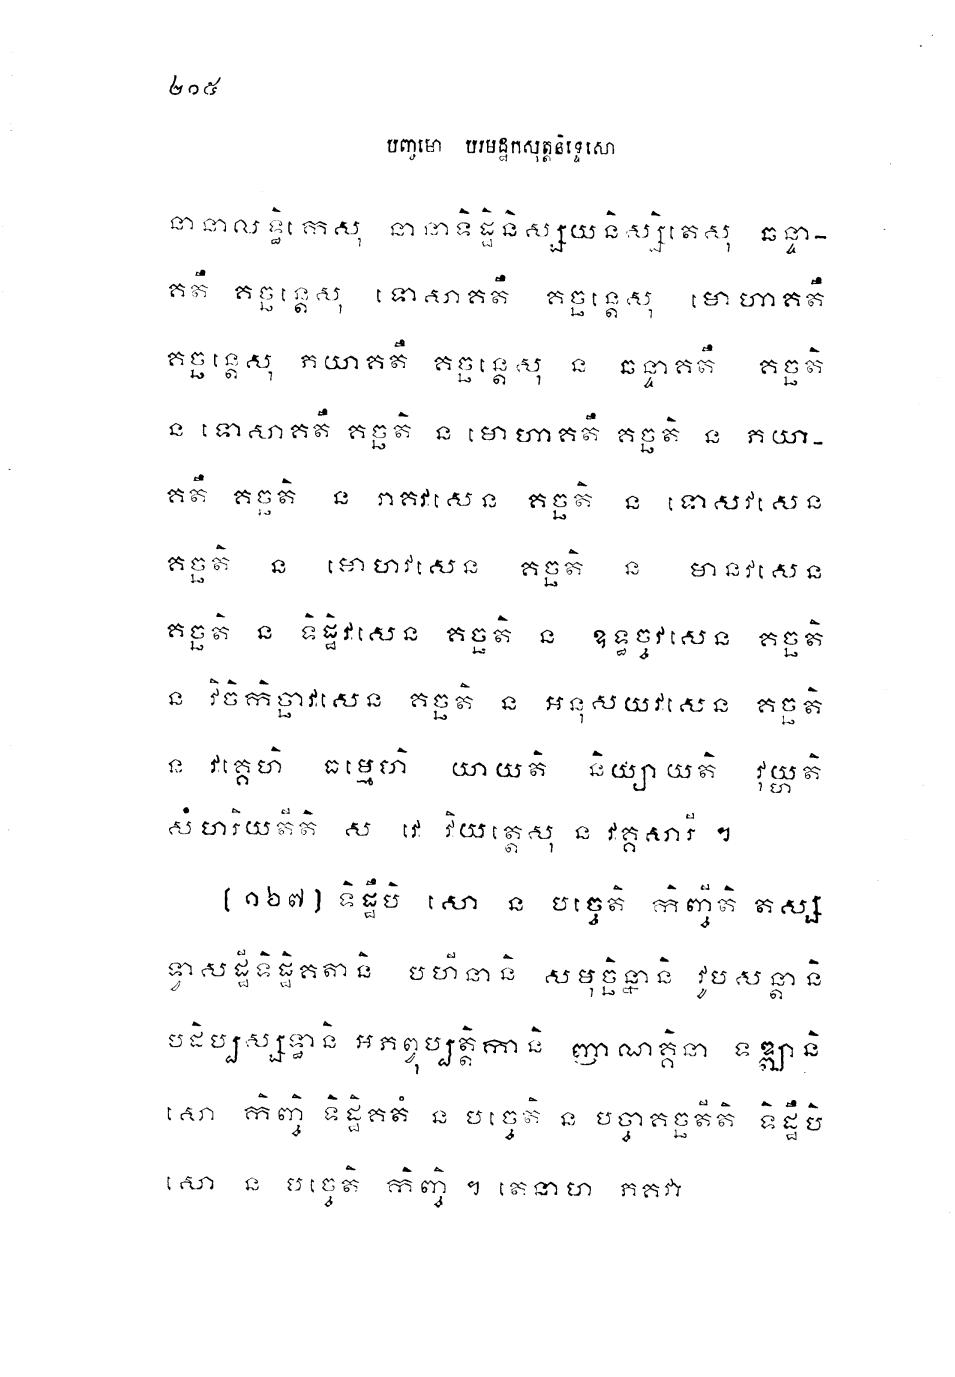 ២១៥
បញ្ចមោ បរមដ្ឋកសុត្តនិទ្ទេសោ
នានាលទ្ធិកេសុ នានាទិដ្ឋិនិស្សយនិស្សិតេសុ ឆន្ទា-
គតឹ គច្ឆន្តេសុ ទោសាគតឹ គច្ឆន្តេសុ មោហាគតឹ
គច្ឆន្តេសុ ភយាគតឹ គច្ឆន្តេសុ ន ឆន្ទាគតឹ គច្ឆតិ
ន ទោសាគតឹ គច្ឆតិ ន មោហាគតឹ គច្ឆតិ ន ភយា-
គតឹ គច្ឆតិ ន រាគវសេន គច្ឆតិ ន ទោសវសេន
គច្ឆតិ ន មោហវសេន គច្ឆតិ ន មានវសេន
គច្ឆតិ ន ទិដ្ឋិវសេន គច្ឆតិ ន ឧទ្ធច្ចវសេន គច្ឆតិ
ន វិចិកិច្ឆាវសេន គច្ឆតិ ន អនុសយវសេន គច្ឆតិ
ន វគ្គេហិ ធម្មេហិ យាយតិ និយ្យាយតិ វុយ្ហតិ
សំហរិយតីតិ ស វេ វិយត្តេសុ ន វគ្គសារី ។
[១៦៧] ទិដ្ឋឹបិ សោ ន បច្ចេតិ កិញ្ចីតិ តស្ស
ទ្វាសដ្ឋីទិដ្ឋិគតានិ បហីនានិ សមុច្ឆិន្នានិ វូបសន្តានិ
បដិប្បស្សទ្ធានិ អភព្វុប្បត្តិកានិ ញាណគ្គិនា ទឌ្ឍានិ
សោ កិញ្ចិ ទិដ្ឋិគតំ ន បច្ចេតិ ន បច្ចាគច្ឆតីតិ ទិដ្ឋឹបិ
សោ ន បច្ចេតិ កិញ្ចិ ។ តេនាហ ភគវា